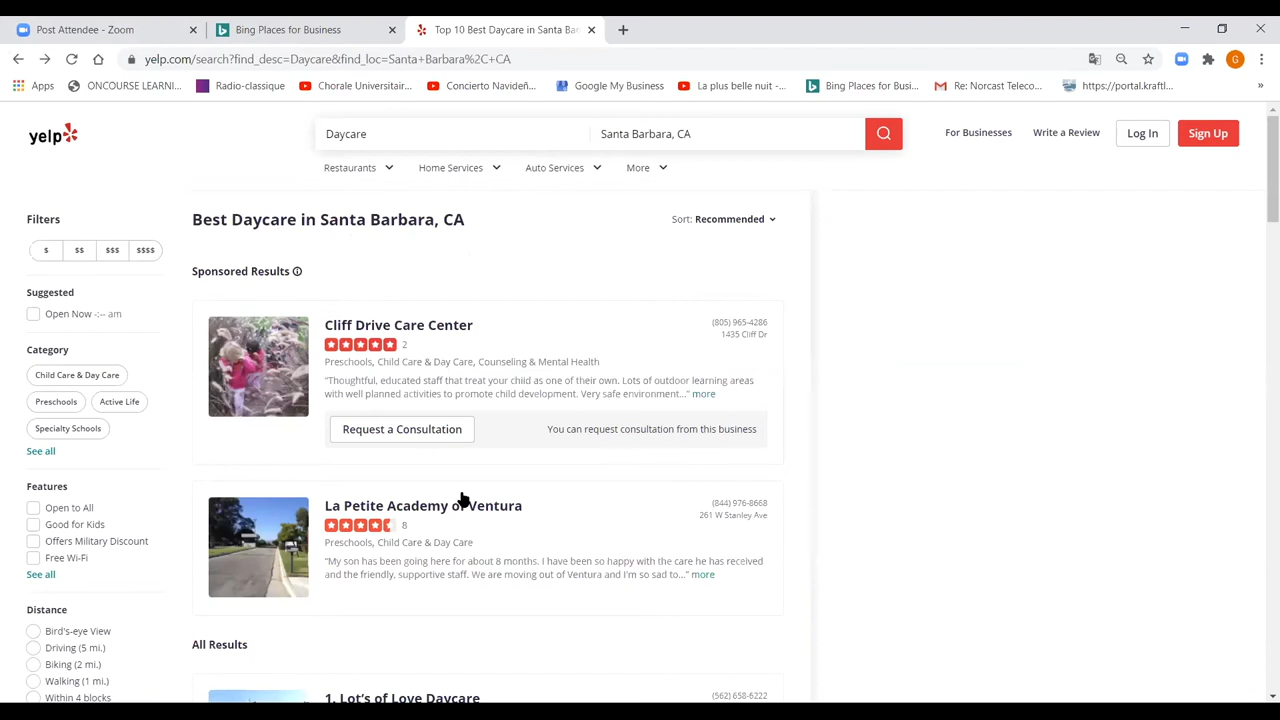 Post Attendee - Zoom
Bing Places for Business
Top 10 Best Daycare in Santa Bar
yelp.com/search?find_desc=Daycare&find_loc=Santa+Barbara%2C+CA
G
Apps
ONCOURSE LEARNI...
Radio-classique
Chorale Universitair...
Concierto Navideñ...
Google My Business
La plus belle nuit -...
Bing Places for Busi...
Re: Norcast Teleco...
https://portal.kraftl...
»
yelp
Daycare
Santa Barbara, CA
For Businesses
Write a Review
Log In
Sign Up
Restaurants
Home Services
Auto Services
More
Filters
$ $$ $$$ $$$$
Suggested
Open Now -:-- am
Category
Child Care & Day Care
Preschools
Active Life
Specialty Schools
See all
Features
Open to All
Good for Kids
Offers Military Discount
Free Wi-Fi
See all
Distance
Bird's-eye View
Driving (5 mi.)
Biking (2 mi.)
Walking (1 mi.)
Within 4 blocks
Best Daycare in Santa Barbara, CA
Sort: Recommended
Sponsored Results
Cliff Drive Care Center
2
Preschools, Child Care & Day Care, Counseling & Mental Health
"Thoughtful, educated staff that treat your child as one of their own. Lots of outdoor learning areas
with well planned activities to promote child development. Very safe environment..." more
(805) 965-4286
1435 Cliff Dr
Request a Consultation
You can request consultation from this business
La Petite Academy of Ventura
8
Preschools, Child Care & Day Care
"My son has been going here for about 8 months. I have been so happy with the care he has received
and the friendly, supportive staff. We are moving out of Ventura and I'm so sad to..." more
(844) 976-8668
261 W Stanley Ave
All Results
1. Lot's of Love Daycare
(562) 658-6222